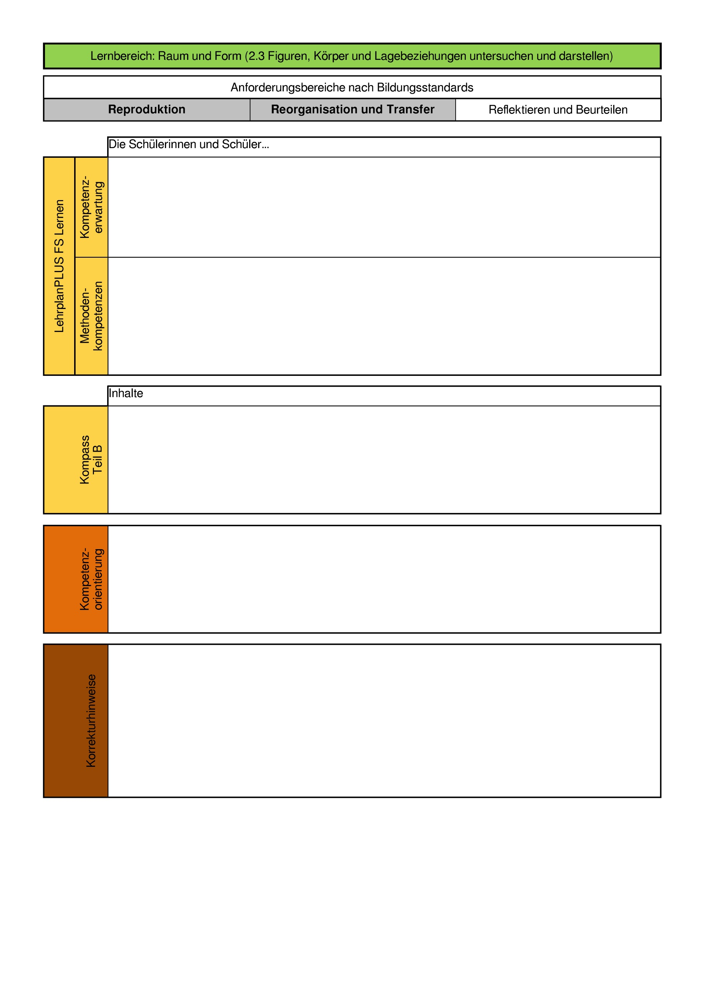 Lernbereich: Raum und Form (2.3 Figuren, Körper und Lagebeziehungen untersuchen und darstellen)
Anforderungsbereiche nach Bildungsstandards
Reproduktion
Reorganisation und Transfer
Reflektieren und Beurteilen
Die Schülerinnen und Schüler...
LehrplanPLUS FS Lernen
Kompetenz-
erwartung
Methoden-
kompetenzen
Inhalte
Kompass
Teil B
Kompetenz-
orientierung
Korrekturhinweise